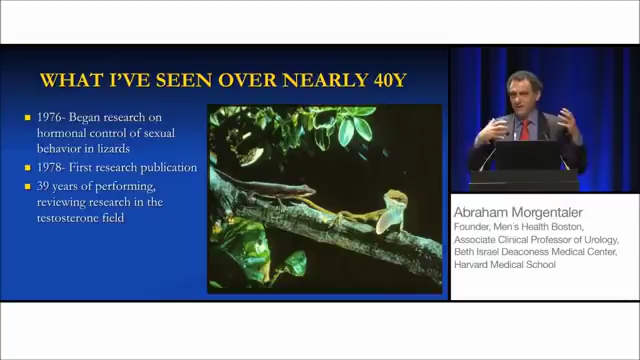 WHAT I'VE SEEN OVER NEARLY 40Y
1976- Began research on
hormonal control of sexual
behavior in lizards
1978- First research publication
39 years of performing,
reviewing research in the
testosterone field
Abraham Morgentaler
Founder, Men's Health Boston,
Associate Clinical Professor of Urology,
Beth Israel Deaconess Medical Center,
Harvard Medical School